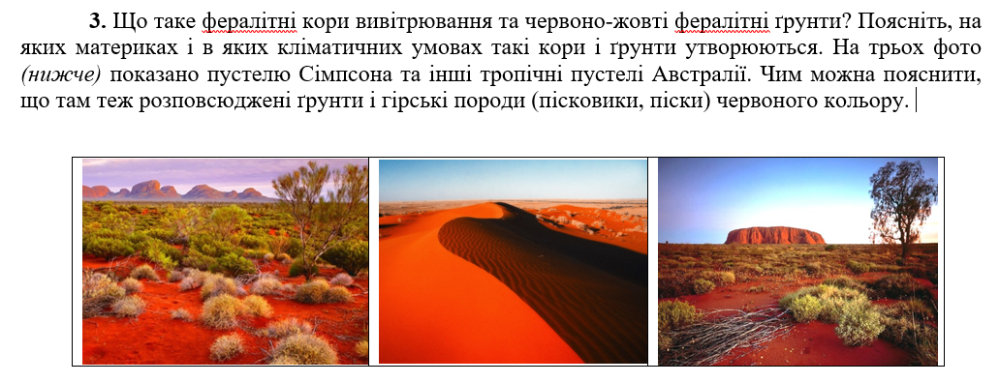 3. Що таке фералітні кори вивітрювання та червоно-жовті фералітні ґрунти? Поясніть, на
яких материках і в яких кліматичних умовах такі кори і ґрунти утворюються. На трьох фото
(нижче) показано пустелю Сімпсона та інші тропічні пустелі Австралії. Чим можна пояснити,
що там теж розповсюджені ґрунти і гірські породи (пісковики, піски) червоного кольору.